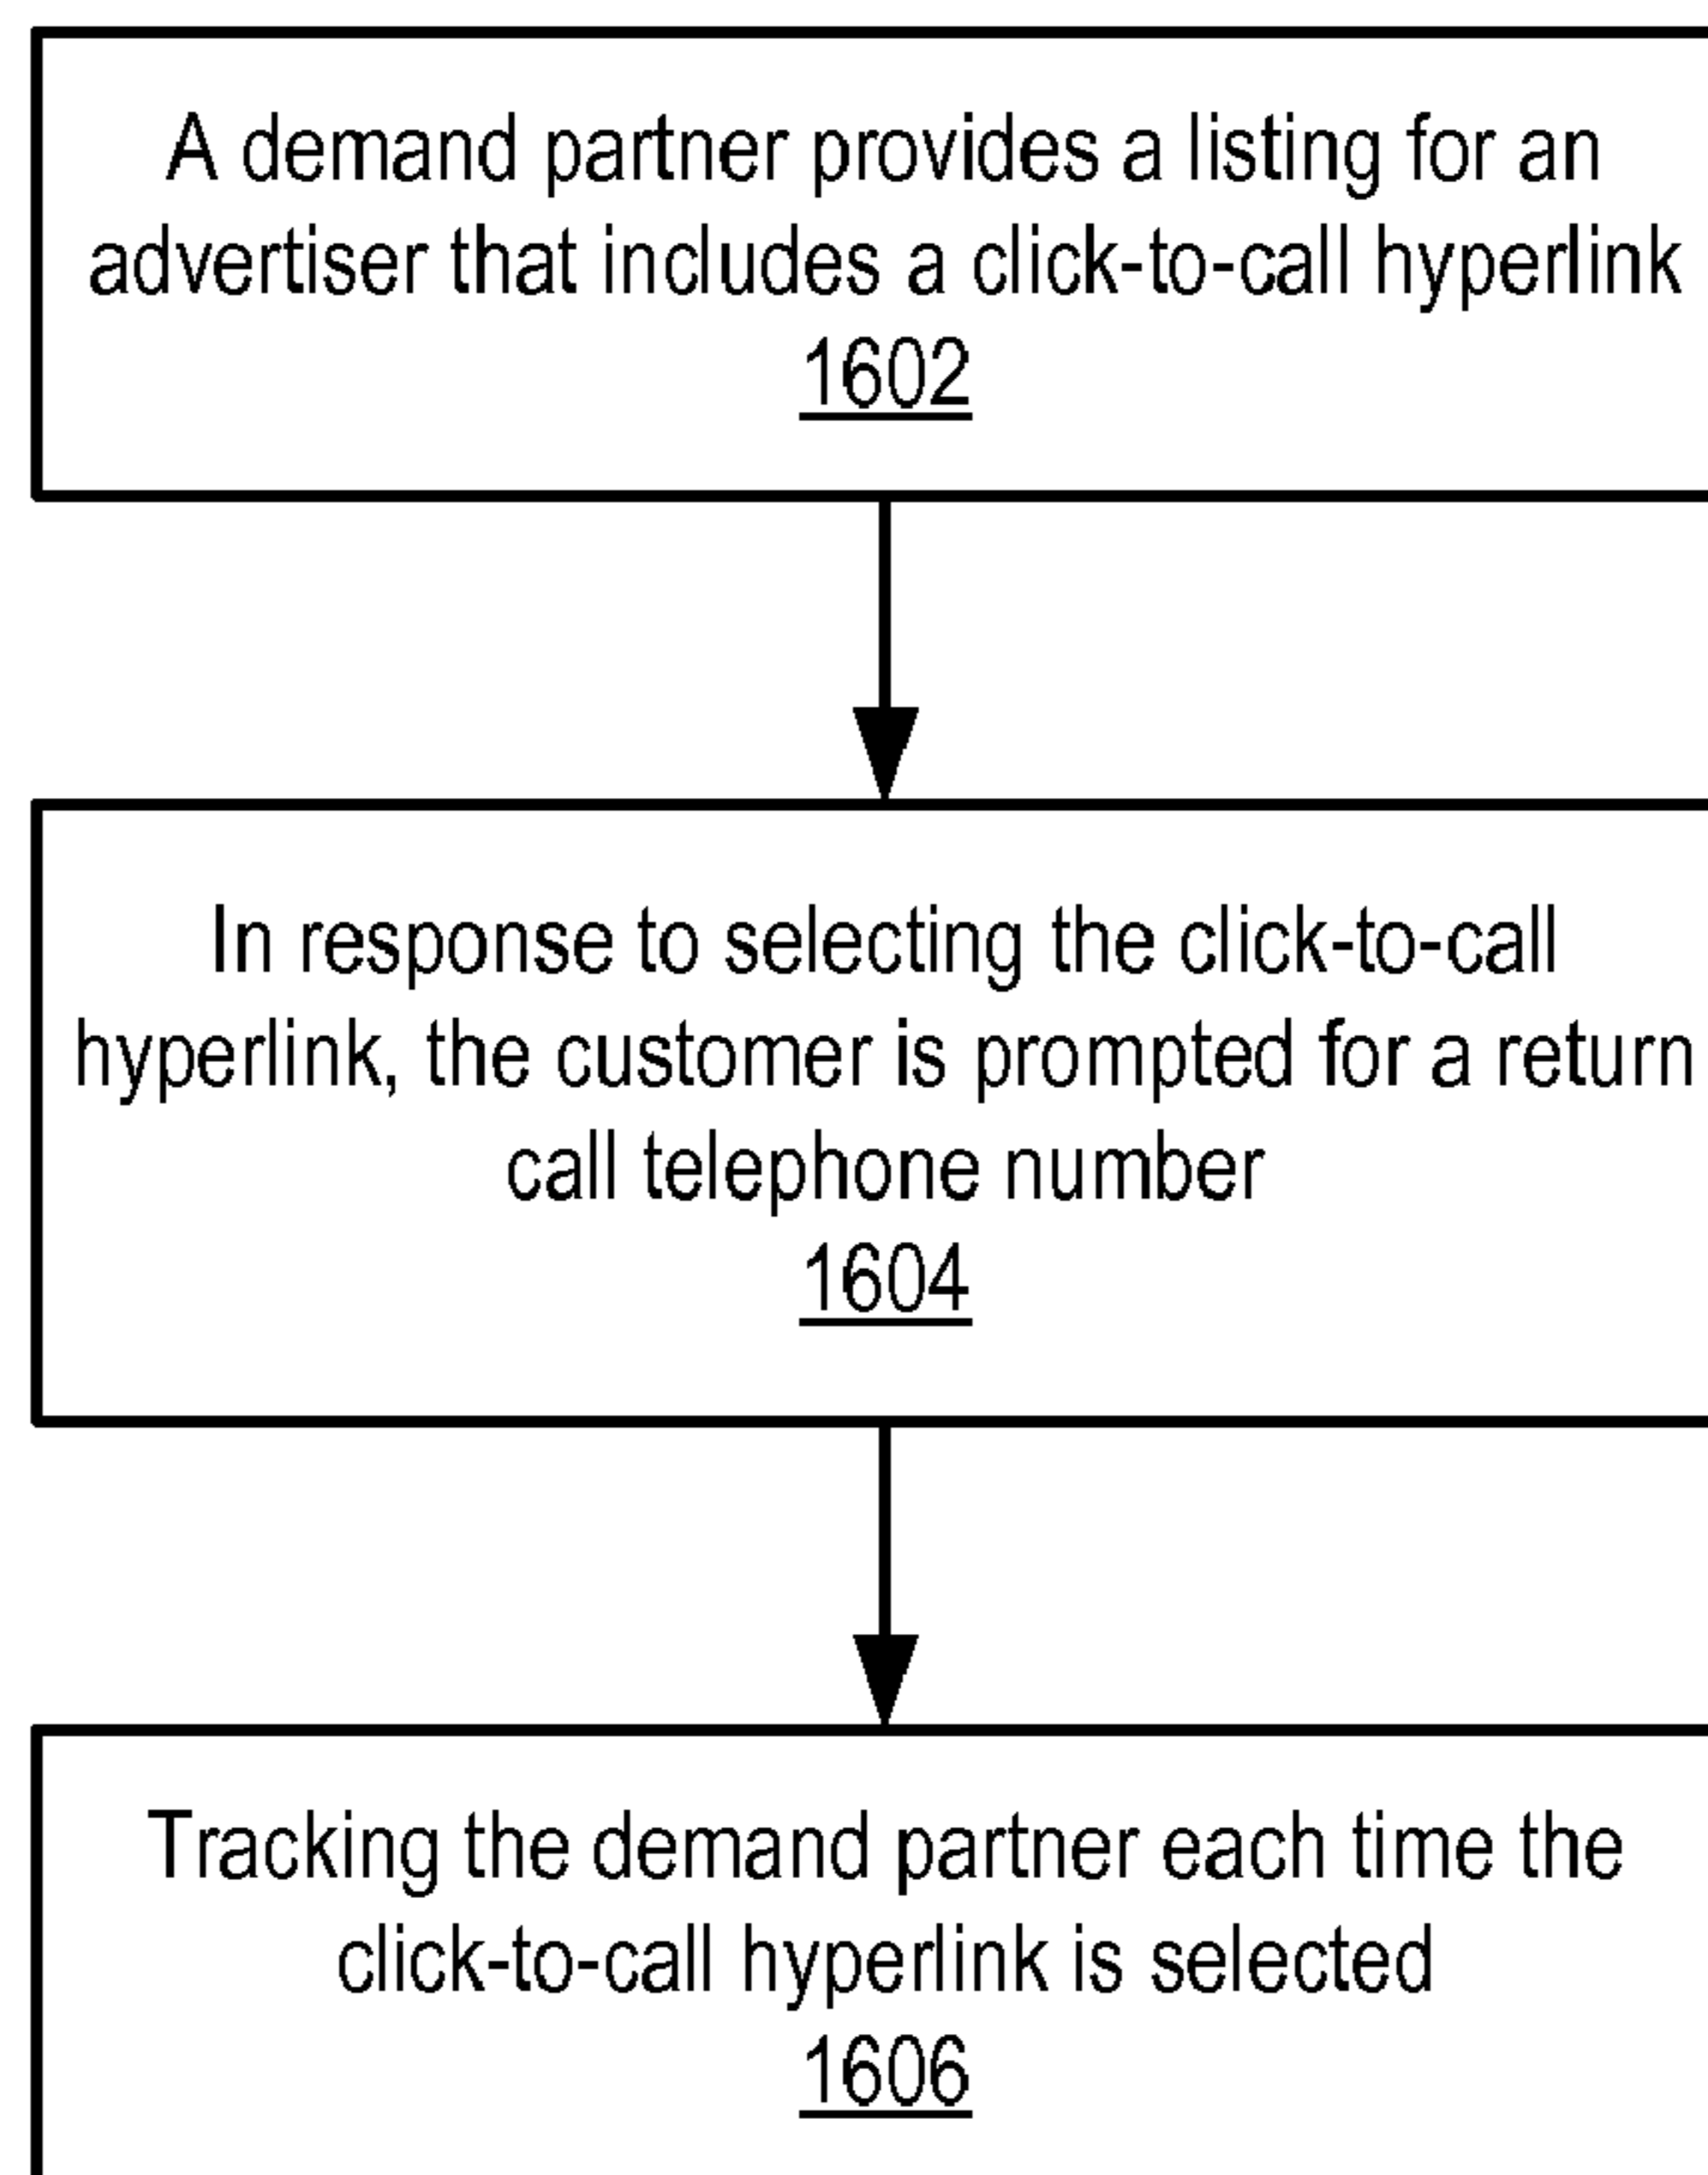 A demand partner provides a listing for an
advertiser that includes a click-to-call hyperlink
1602
In response to selecting the click-to-call
hyperlink, the customer is prompted for a return
call telephone number
1604
Tracking the demand partner each time the
click-to-call hyperlink is selected
1606